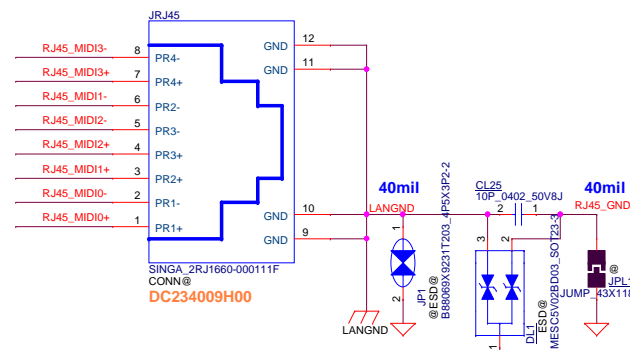 JRJ45
RJ45_MIDI3- 8 PR4- GND 12
RJ45_MIDI3+ 7 PR4+ GND 11
RJ45_MIDI1- 6 PR2-
RJ45_MIDI2- 5 PR3-
RJ45_MIDI2+ 4 PR3+
RJ45_MIDI1+ 3 PR2+
RJ45_MIDI0- 2 PR1- GND 10
RJ45_MIDI0+ 1 PR1+ GND 9
SINGA_2RJ1660-000111F
CONN@
DC234009H00
LANGND
40mil
LANGND
1
2
JP1
@ESD@
B88069X9231T203_4P5X3P2-2
CL25
10P_0402_50V8J
2 1
3
2
1
DL1
ESD@
MESC5V02BD03_SOT23-3
40mil
RJ45_GND
@
JPL1
JUMP_43X118